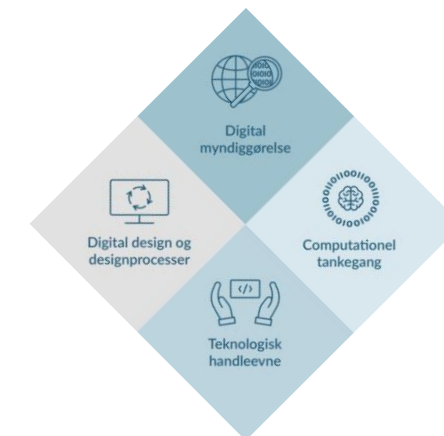 Digital
myndiggørelse
Digital design og
designprocesser
Computationel
tankegang
</>
Teknologisk
handleevne